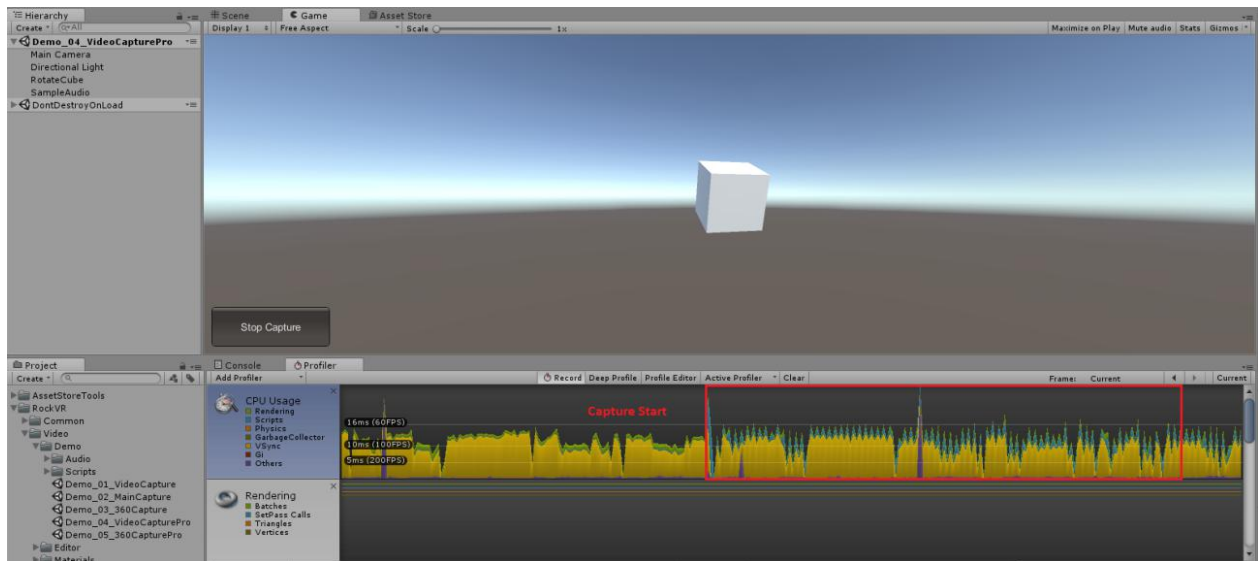 Hierarchy
Create
All
Demo_04_VideoCapturePro
Main Camera
Directional Light
RotateCube
SampleAudio
DontDestroyOnLoad
Scene
Game
Asset Store
Display 1
Free Aspect
Scale
1x
Maximize on Play
Mute audio
Stats
Gizmos
Stop Capture
Project
Create
AssetStoreTools
RockVR
Common
Video
Demo
Audio
Scripts
Demo_01_VideoCapture
Demo_02_MainCapture
Demo_03_360Capture
Demo_04_VideoCapturePro
Demo_05_360CapturePro
Editor
Materials
Console
Profiler
Add Profiler
Record
Deep Profile
Profile Editor
Active Profiler
Clear
Frame:
Current
Current
CPU Usage
Rendering
Scripts
Physics
GarbageCollector
VSync
Gi
Others
16ms (60FPS)
10ms (100FPS)
5ms (200FPS)
Capture Start
Rendering
Batches
SetPass Calls
Triangles
Vertices